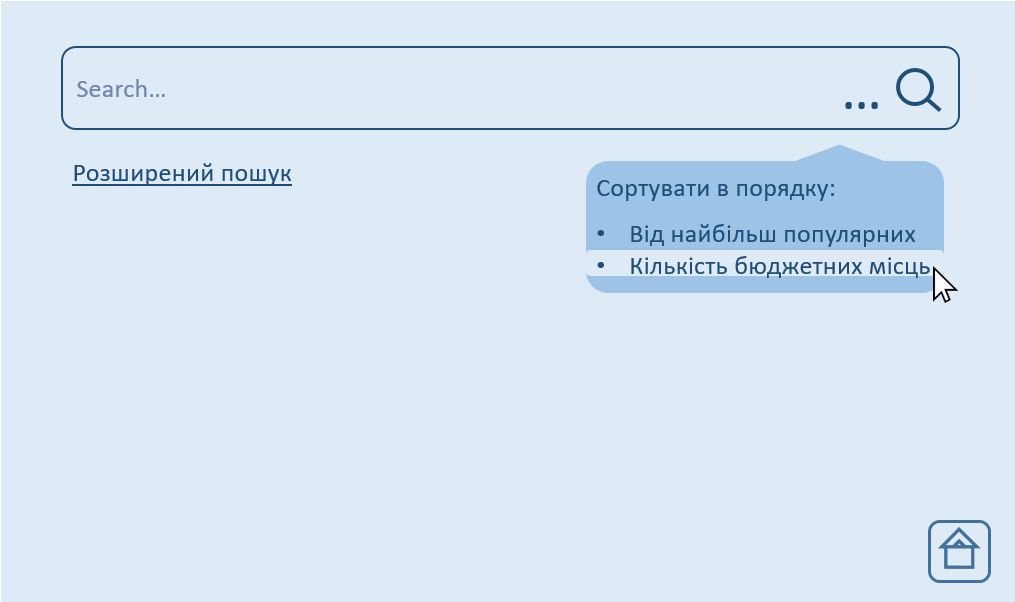 Search...
...
Розширений пошук
Сортувати в порядку:
• Від найбільш популярних
• Кількість бюджетних місць